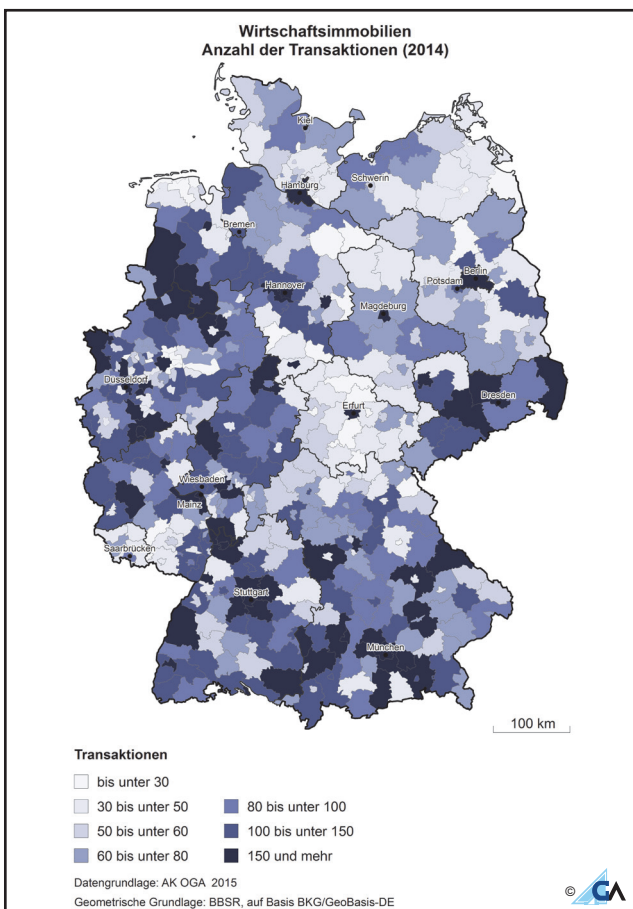 Wirtschaftsimmobilien
Anzahl der Transaktionen (2014)
Kiel
Schwerin
Hamburg
Bremen
Berlin
Potsdam
Hannover
Magdeburg
Düsseldorf
Dresden
Erfurt
Wiesbaden
Mainz
Saarbrücken
Stuttgart
München
100 km
Transaktionen
bis unter 30
30 bis unter 50
50 bis unter 60
60 bis unter 80
80 bis unter 100
100 bis unter 150
150 und mehr
Datengrundlage: AK OGA 2015
Geometrische Grundlage: BBSR, auf Basis BKG/GeoBasis-DE
© GA